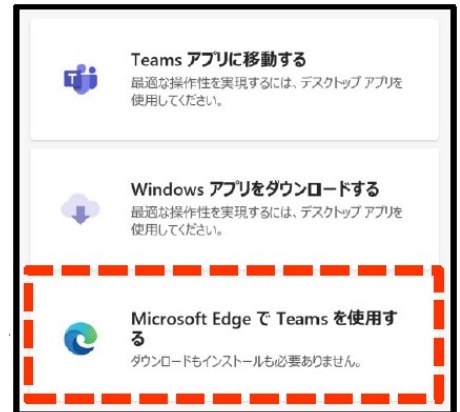 Teams アプリに移動する
最適な操作性を実現するには、デスクトップ アプリを
使用してください。
Windows アプリをダウンロードする
最適な操作性を実現するには、デスクトップ アプリを
使用してください。
Microsoft Edge で Teams を使用す
る
ダウンロードもインストールも必要ありません。